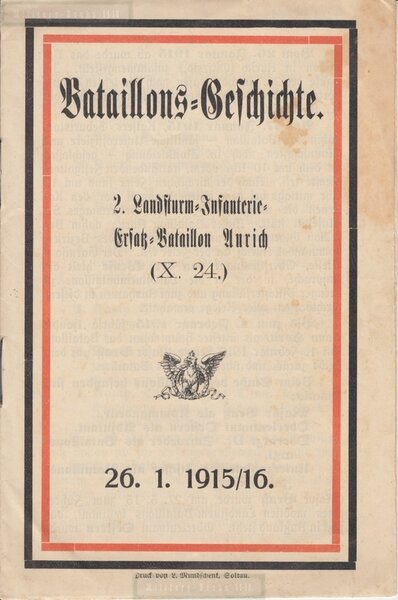 Bataillons-Geschichte.
2. Landsturm-Infanterie-
Ersatz-Bataillon Aurich
(X. 24.)
26. 1. 1915/16.
Druck von L. Mundschenk, Soltau.